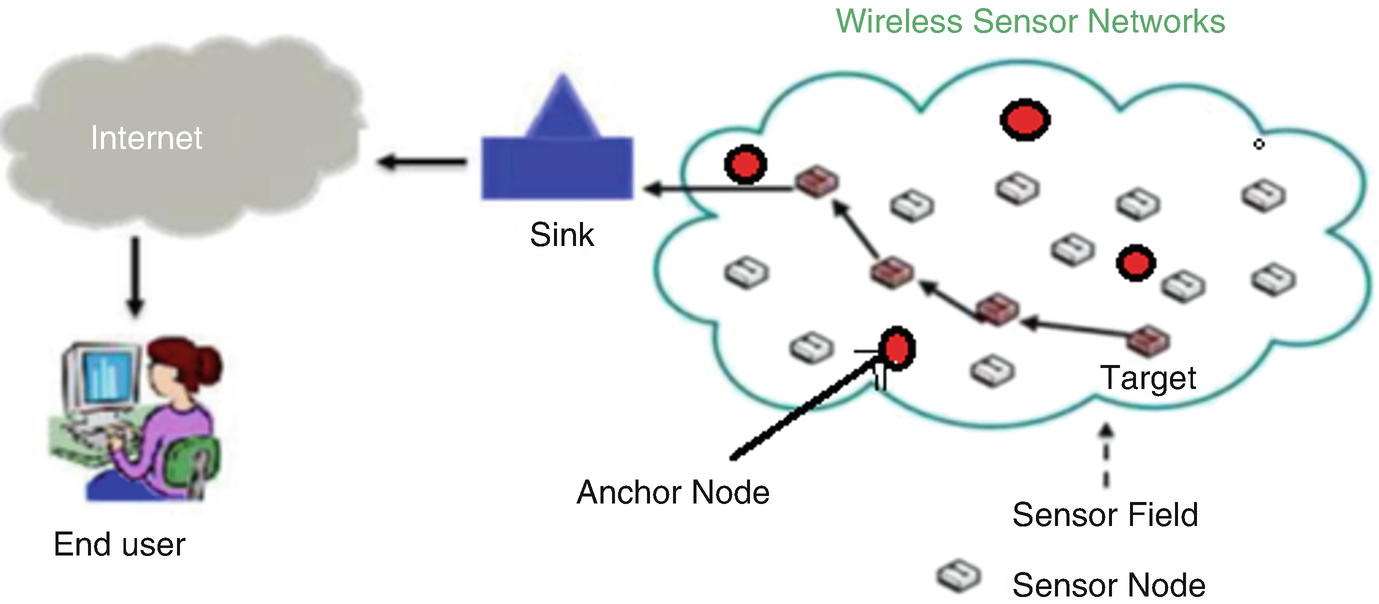 Wireless Sensor Networks
Internet
Sink
Target
Anchor Node
Sensor Field
End user
Sensor Node